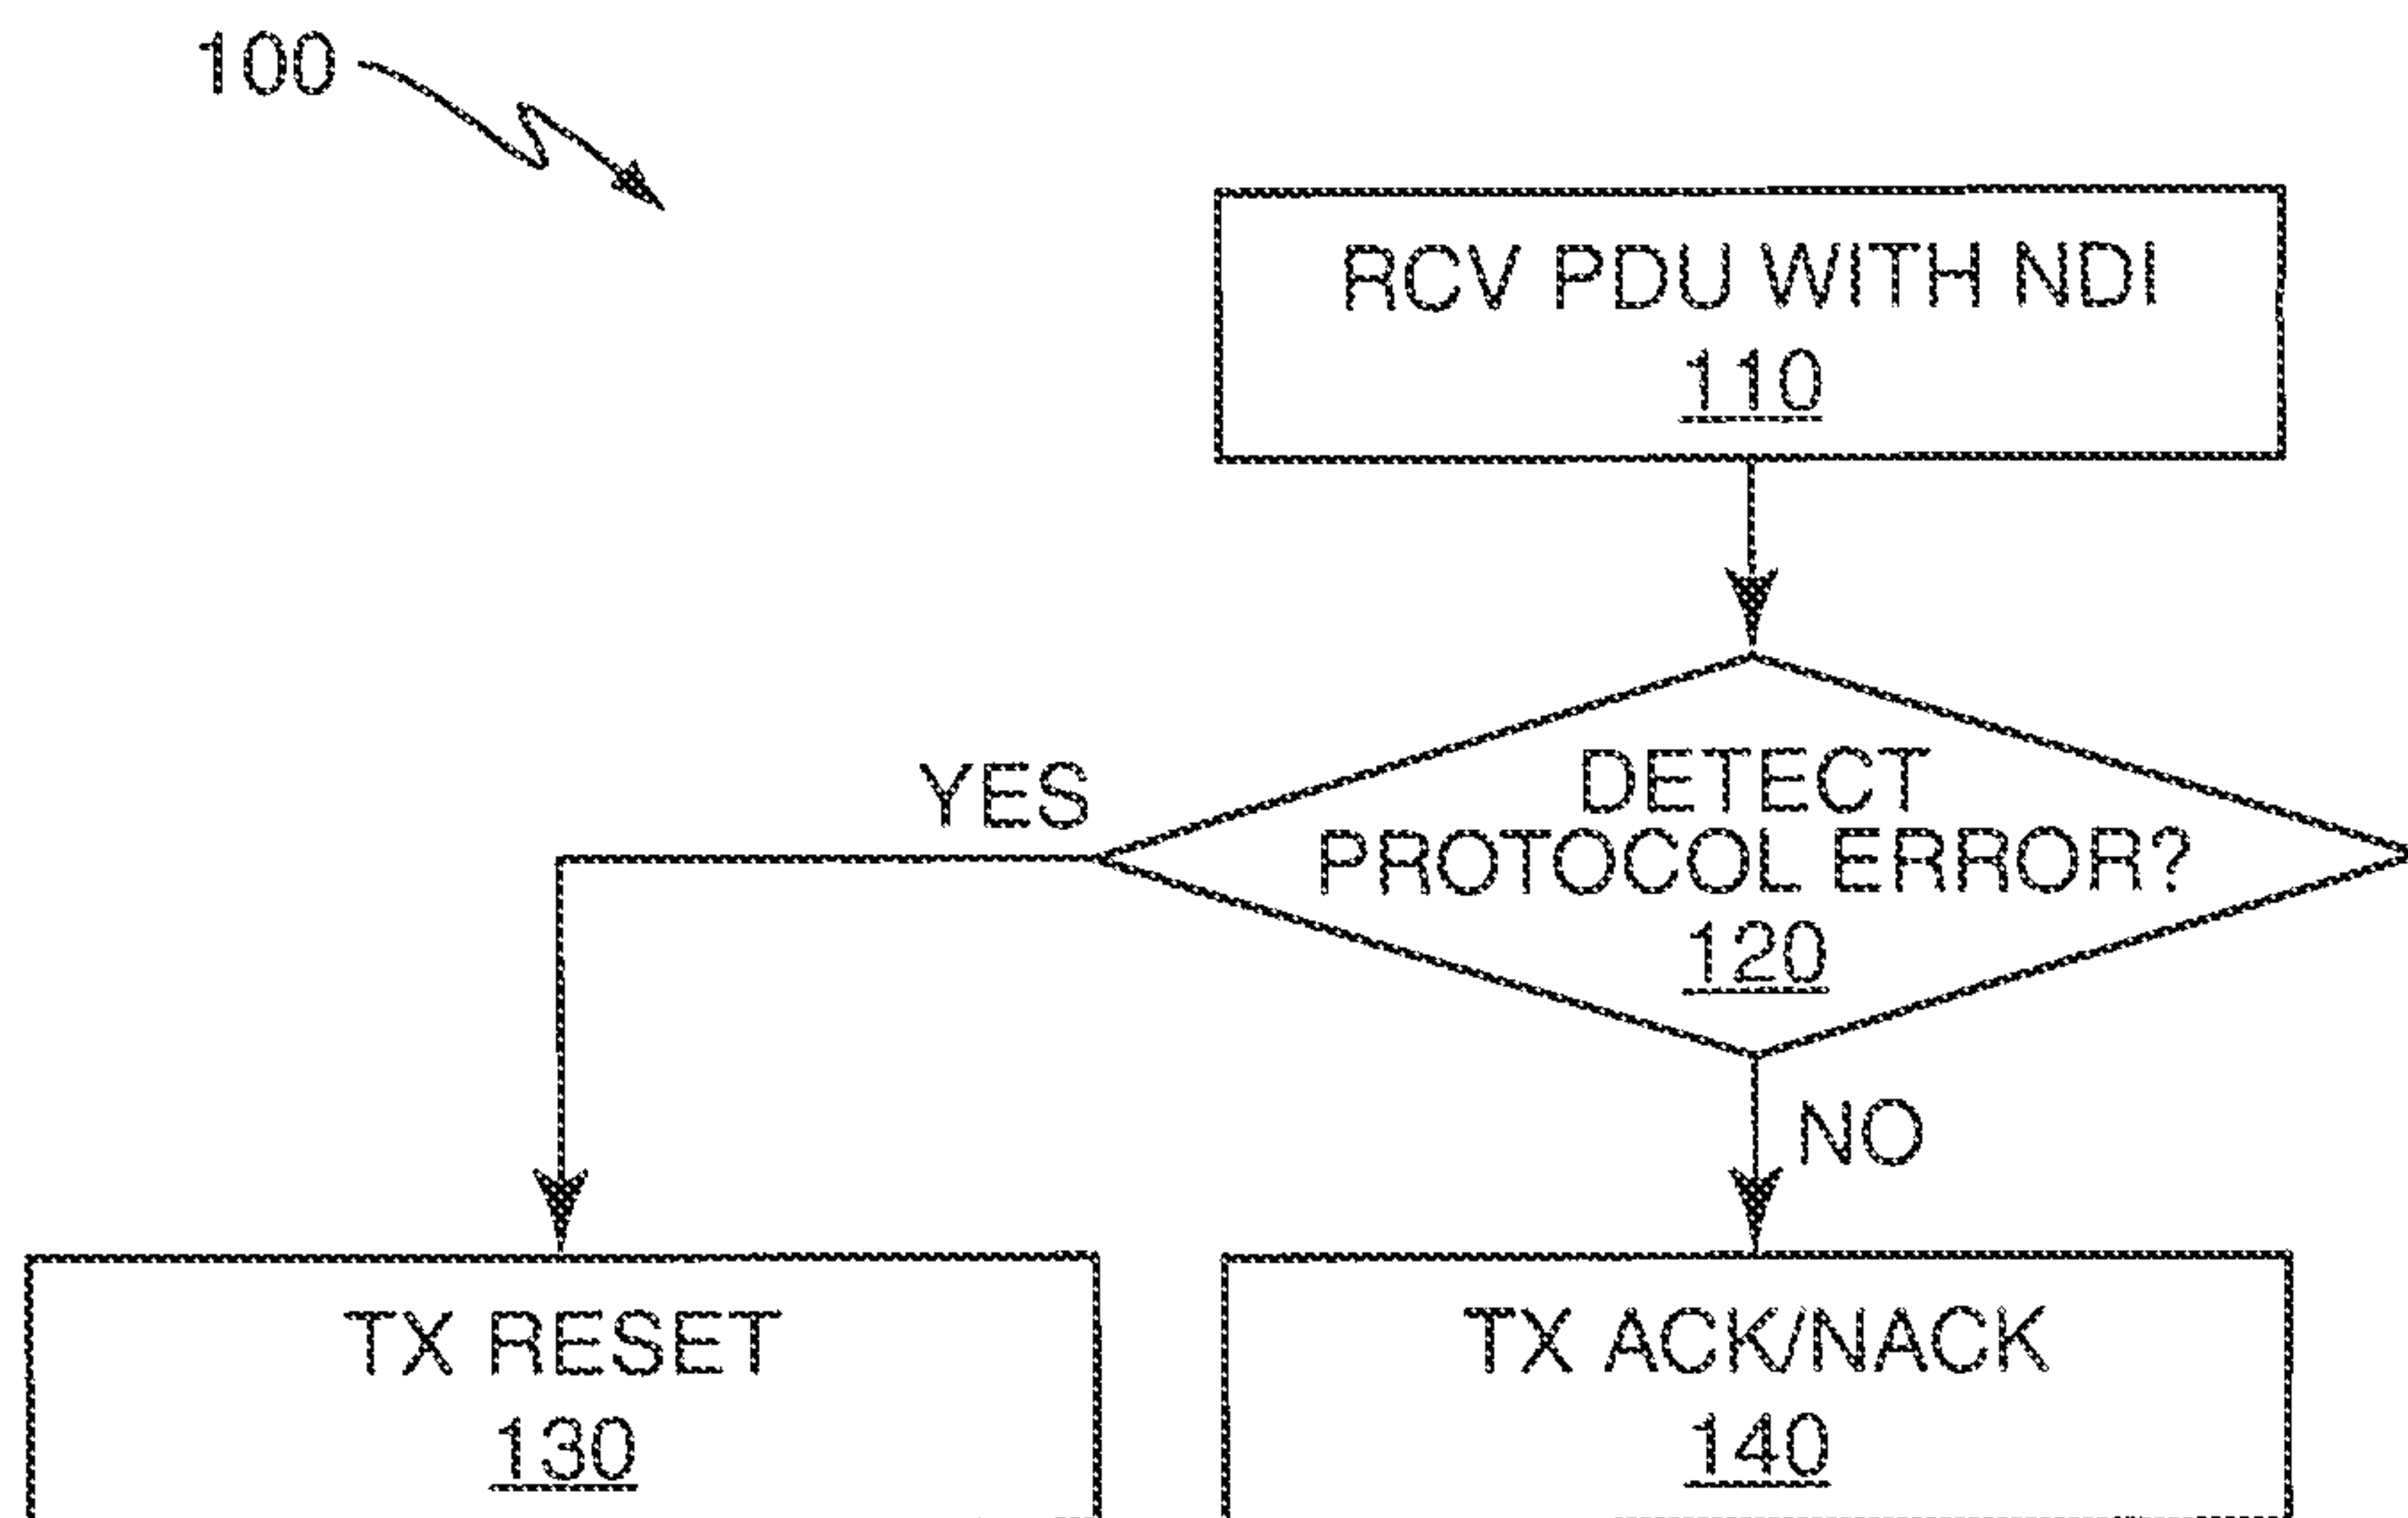 100
RCV PDU WITH NDI
110
DETECT
PROTOCOL ERROR?
120
YES
NO
TX RESET
130
TX ACK/NACK
140